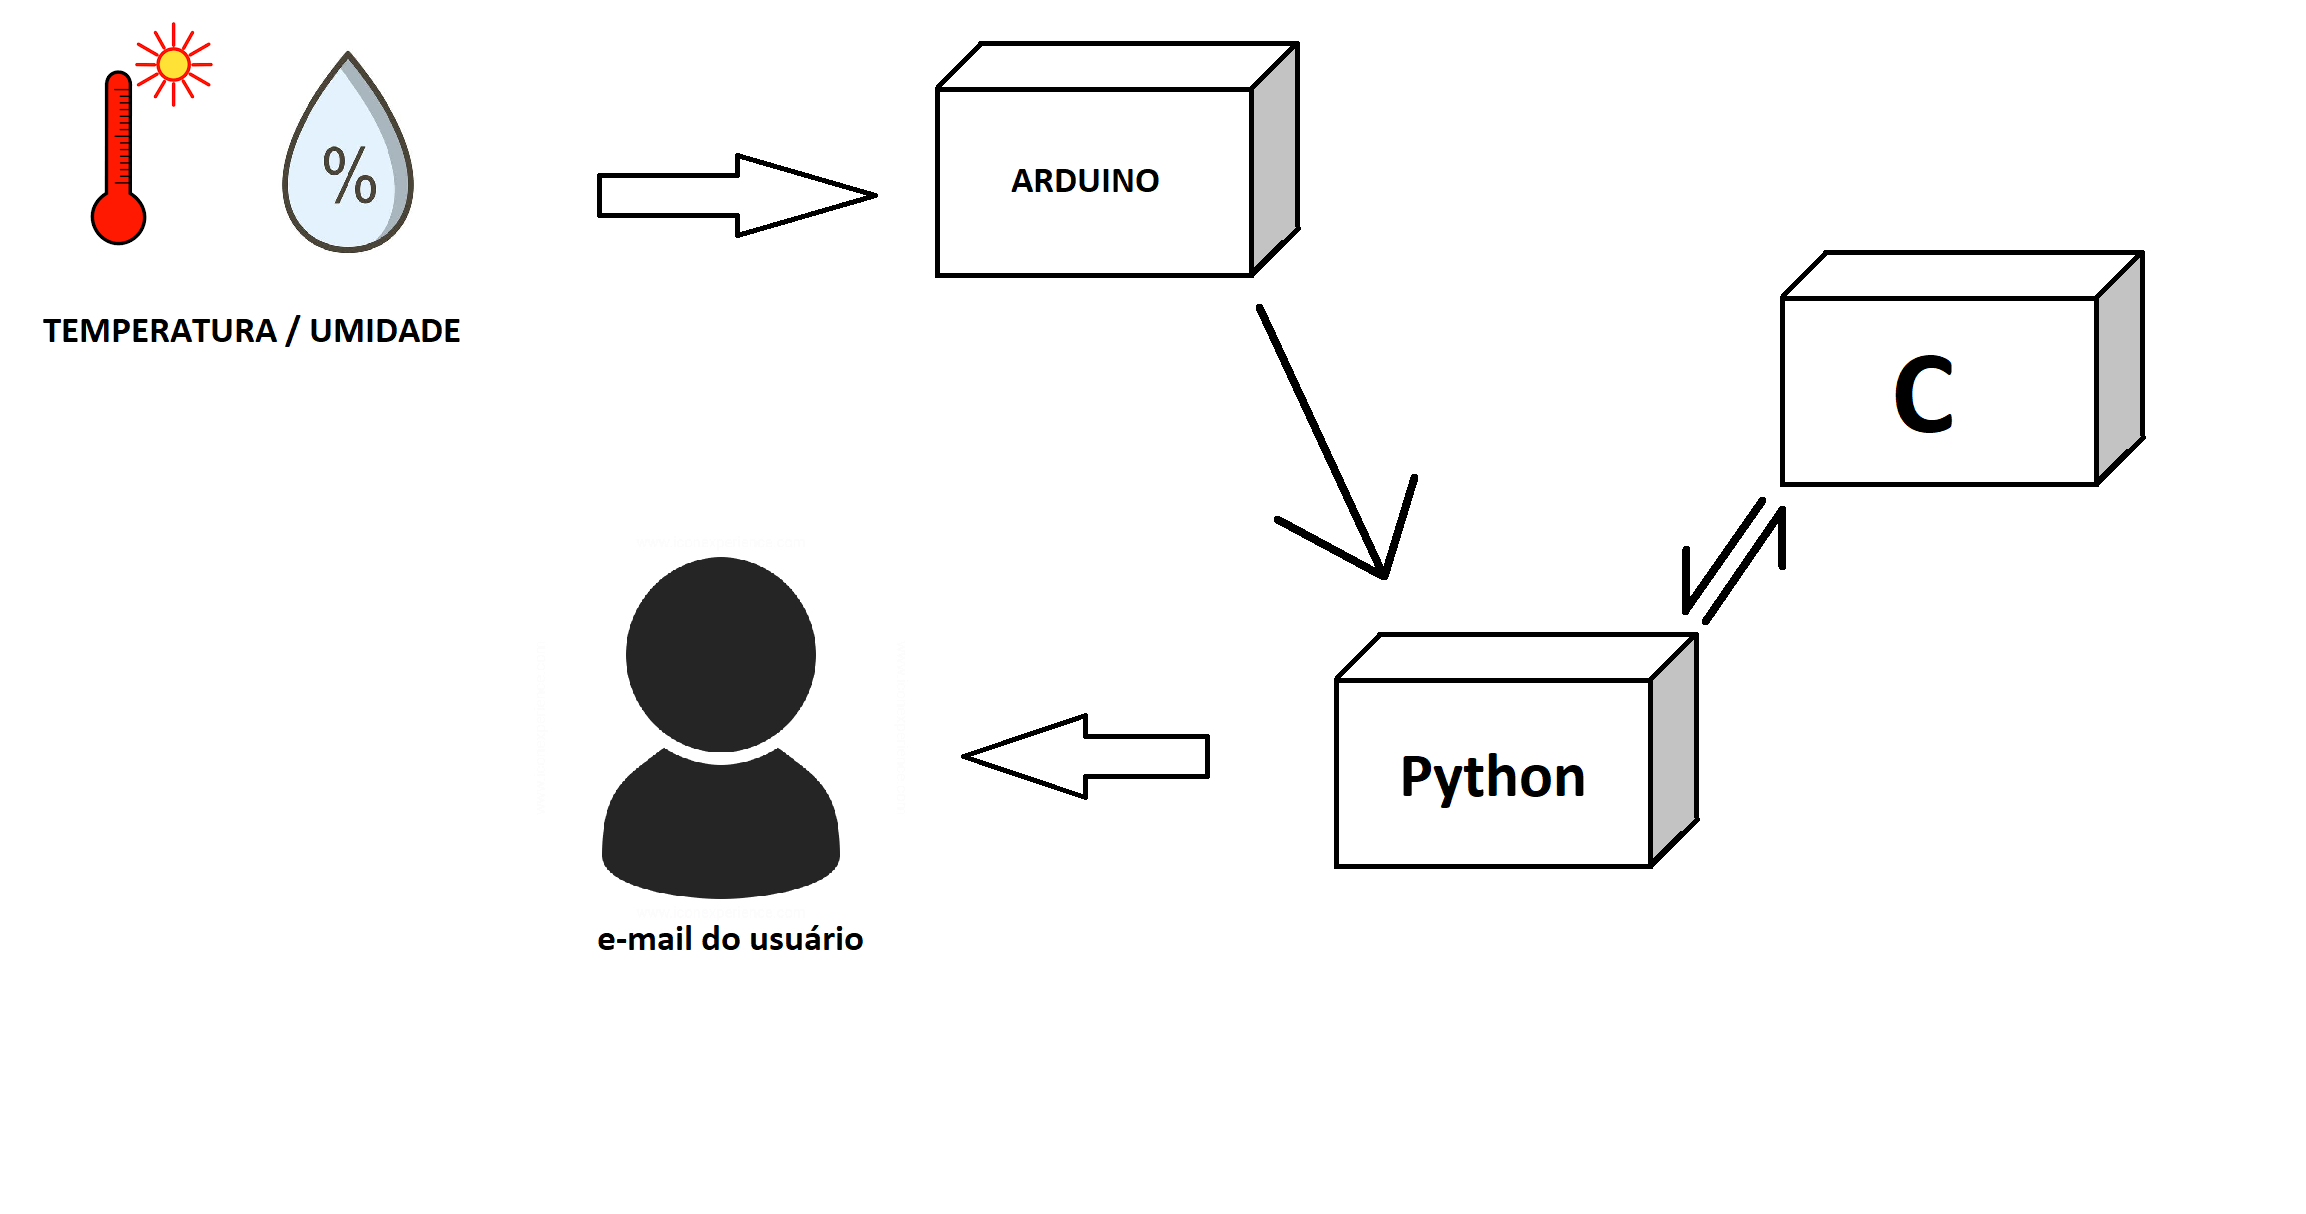 %
TEMPERATURA / UMIDADE
ARDUINO
C
Python
e-mail do usuário